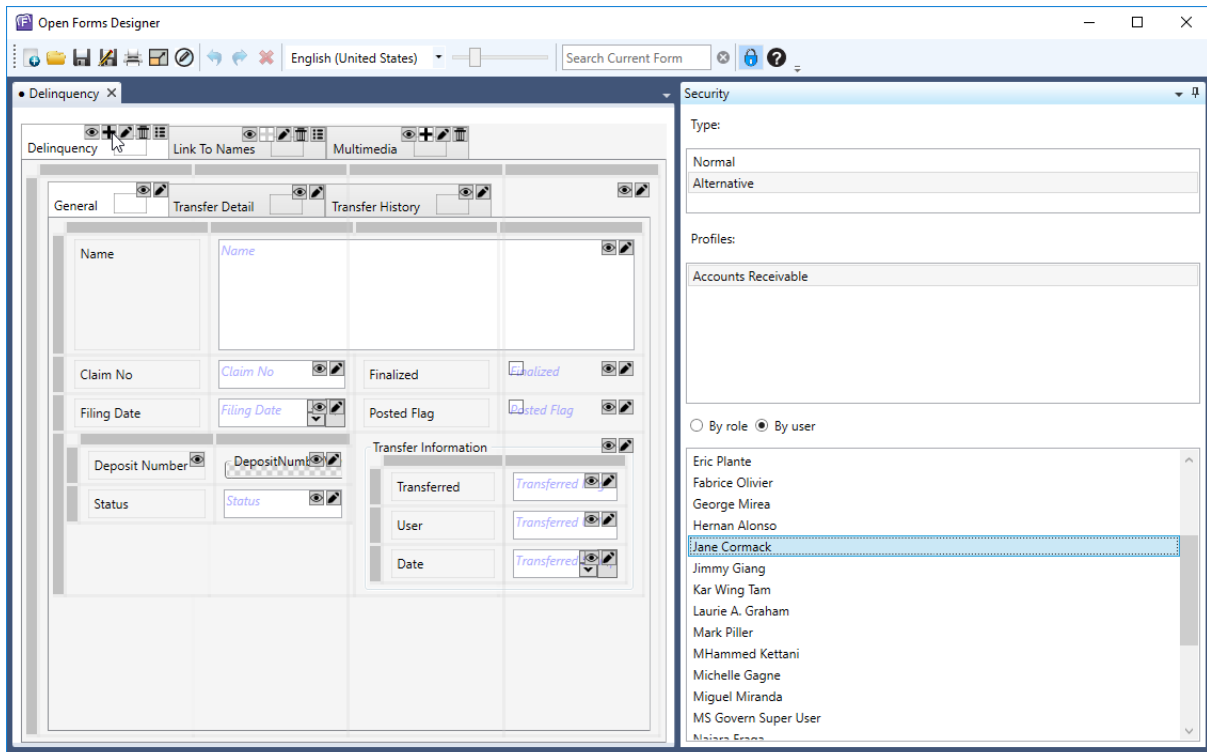 Open Forms Designer
English (United States)
Search Current Form
• Delinquency
Security
Delinquency
Link To Names
Multimedia
General
Transfer Detail
Transfer History
Name
Name
Claim No
Claim No
Finalized
Finalized
Filing Date
Filing Date
Posted Flag
Posted Flag
Deposit Number
DepositNumb
Status
Status
Transfer Information
Transferred
Transferred
User
Transferred
Date
Transferred
Type:
Normal
Alternative
Profiles:
Accounts Receivable
By role By user
Eric Plante
Fabrice Olivier
George Mirea
Hernan Alonso
Jane Cormack
Jimmy Giang
Kar Wing Tam
Laurie A. Graham
Mark Piller
MHammed Kettani
Michelle Gagne
Miguel Miranda
MS Govern Super User